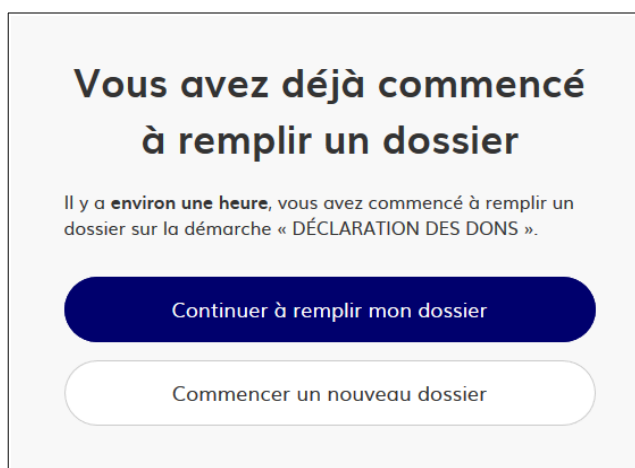 Vous avez déjà commencé
à remplir un dossier
Il y a environ une heure, vous avez commencé à remplir un
dossier sur la démarche « DÉCLARATION DES DONS ».
Continuer à remplir mon dossier
Commencer un nouveau dossier